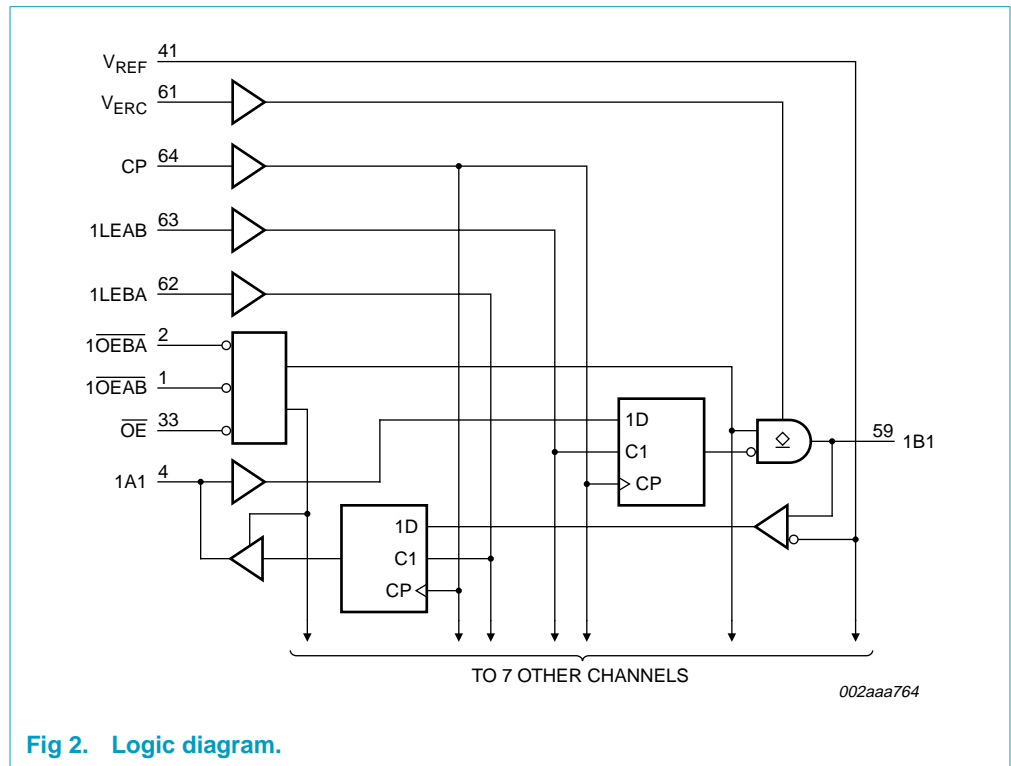 VREF 41
VERC 61
CP 64
1LEAB 63
1LEBA 62
1OEBA 2
1OEAB 1
OE 33
1A1 4
1D
C1
CP
59 1B1
1D
C1
CP
TO 7 OTHER CHANNELS
002aaa764
Fig 2. Logic diagram.